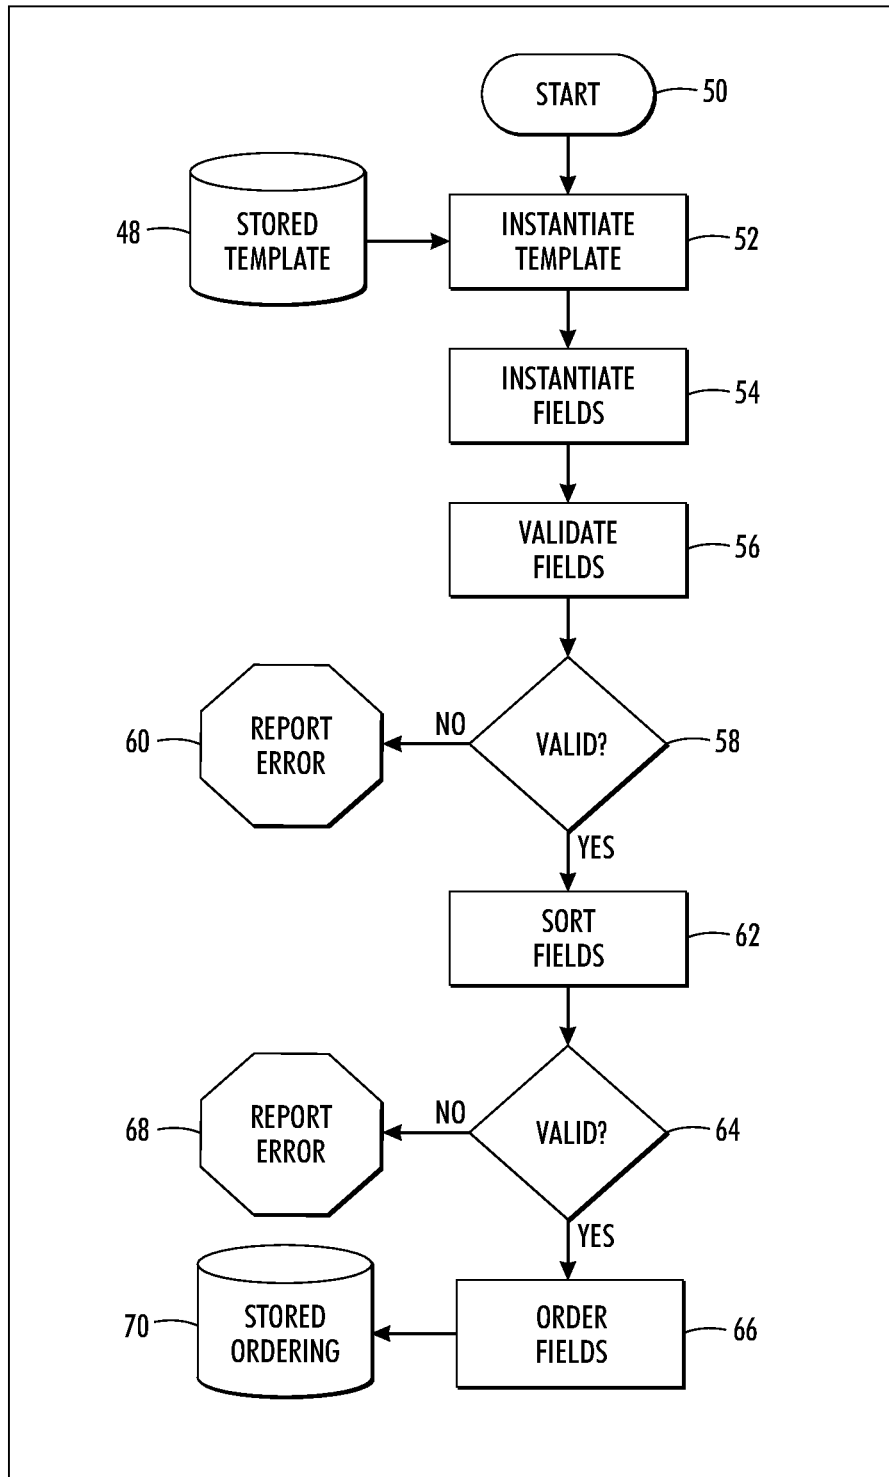 START
50
STORED
TEMPLATE
48
INSTANTIATE
TEMPLATE
52
INSTANTIATE
FIELDS
54
VALIDATE
FIELDS
56
VALID?
58
NO
REPORT
ERROR
60
YES
SORT
FIELDS
62
VALID?
64
NO
REPORT
ERROR
68
YES
ORDER
FIELDS
66
STORED
ORDERING
70